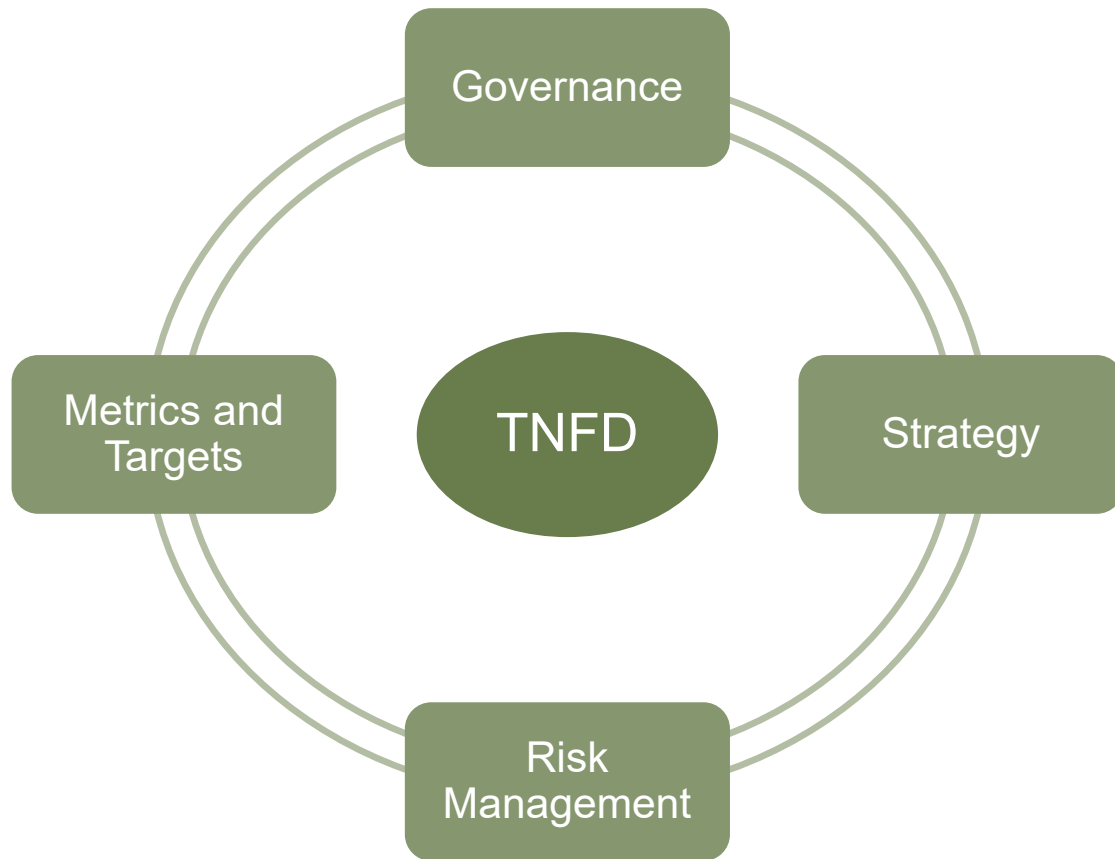 Governance
Metrics and
Targets
TNFD
Strategy
Risk
Management